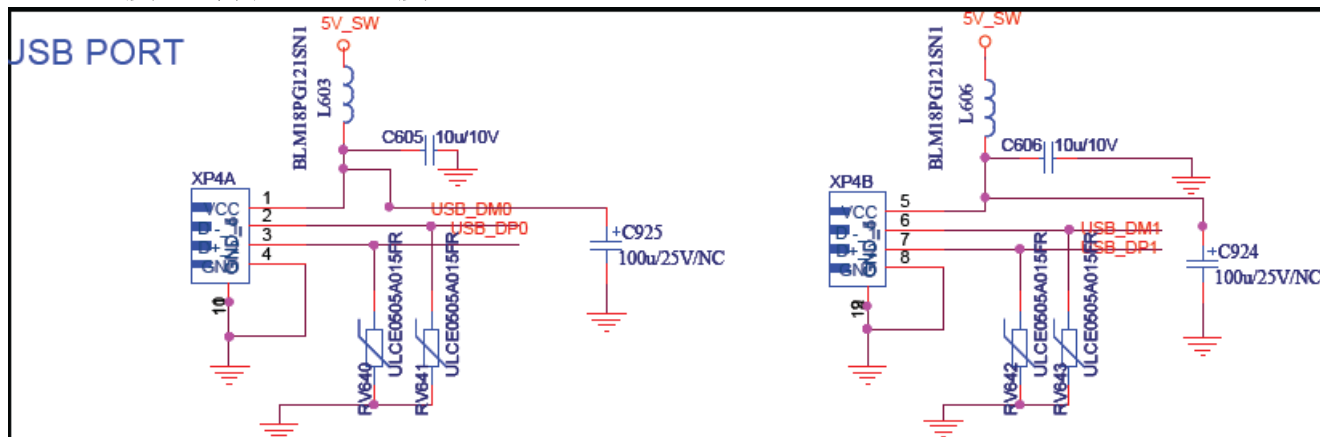 USB PORT
5V_SW
BLM18PG121SN1
L603
C605
10u/10V
XP4A
VCC
D-
D+
GND
1
2
3
4
USB_DM0
USB_DP0
+C925
100u/25V/NC
RV640
ULCE0505A015FR
RV641
ULCE0505A015FR
5V_SW
BLM18PG121SN1
L606
C606
10u/10V
XP4B
VCC
D-
D+
GND
5
6
7
8
USB_DM1
USB_DP1
+C924
100u/25V/NC
RV642
ULCE0505A015FR
RV643
ULCE0505A015FR